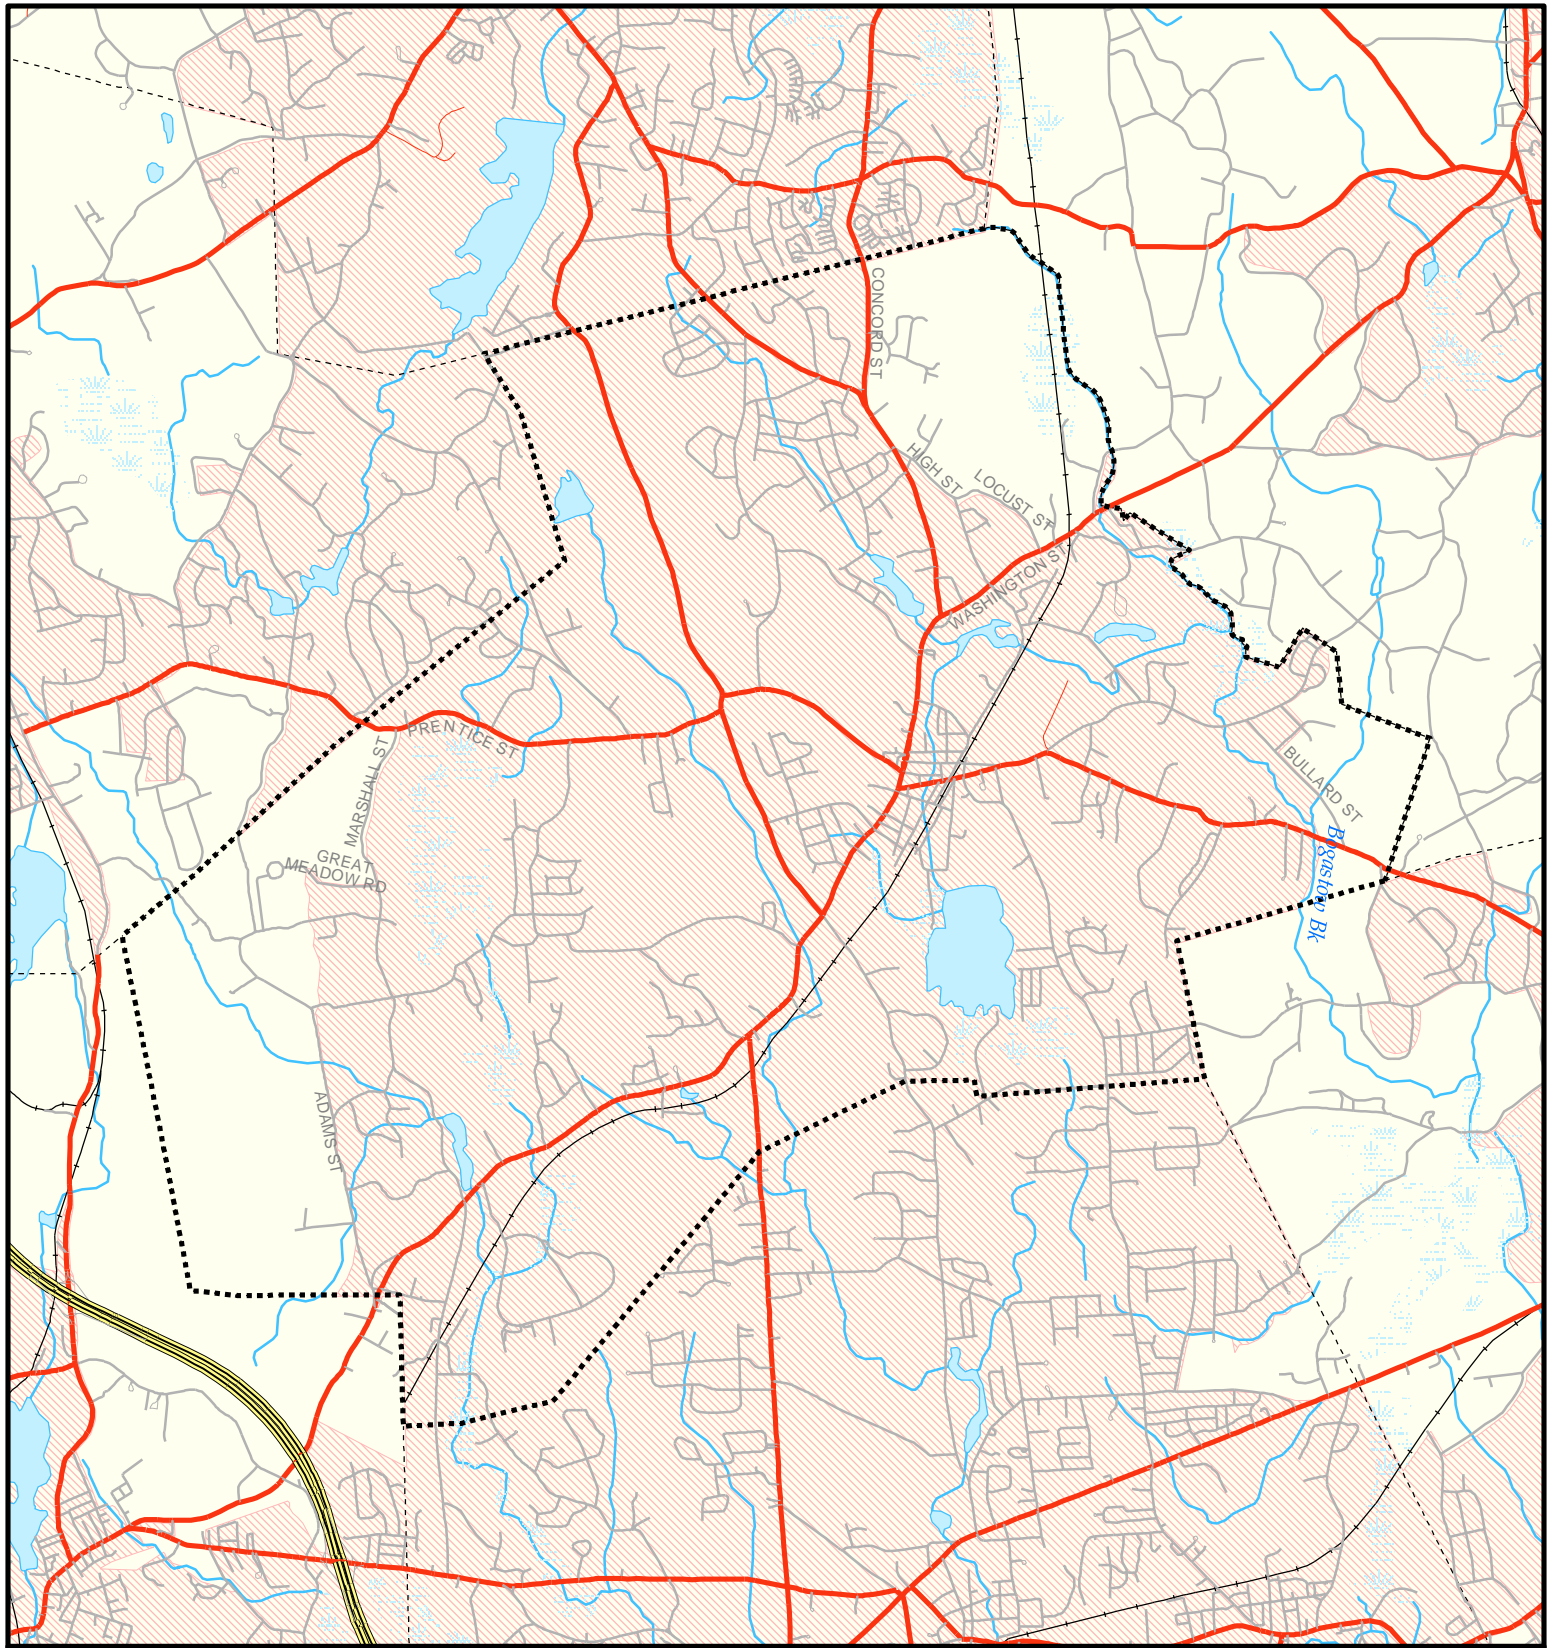 CONCORD ST
HIGH ST
LOCUST ST
WASHINGTON ST
PRENTICE ST
MARSHALL ST
BULLARD ST
GREAT
MEADOW RD
Bogastow Bk
ADAMS ST